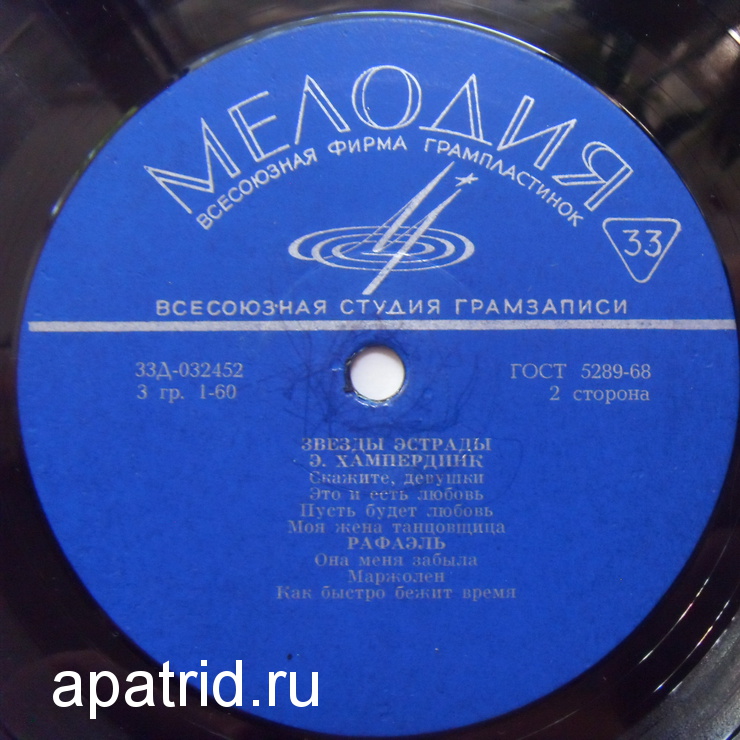 МЕЛОДИЯ
ВСЕСОЮЗНАЯ ФИРМА ГРАМПЛАСТИНОК
33
ВСЕСОЮЗНАЯ СТУДИЯ ГРАМЗАПИСИ
33Д-032452
ГОСТ 5289-68
3 гр. 1-60
2 сторона
ЗВЕЗДЫ ЭСТРАДЫ
Э. ХАМПЕРДИНК
Скажите, девушки
Это и есть любовь
Пусть будет любовь
Моя жена танцовщица
РАФАЭЛЬ
Она меня забыла
Маржолен
Как быстро бежит время
apatrid.ru